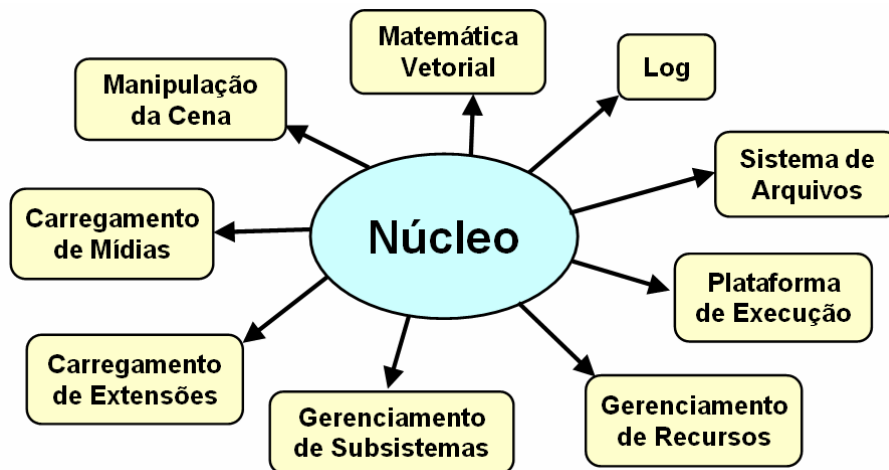 Matemática
Vetorial
Log
Manipulação
da Cena
Sistema de
Arquivos
Carregamento
de Mídias
Núcleo
Plataforma
de Execução
Carregamento
de Extensões
Gerenciamento
de Subsistemas
Gerenciamento
de Recursos